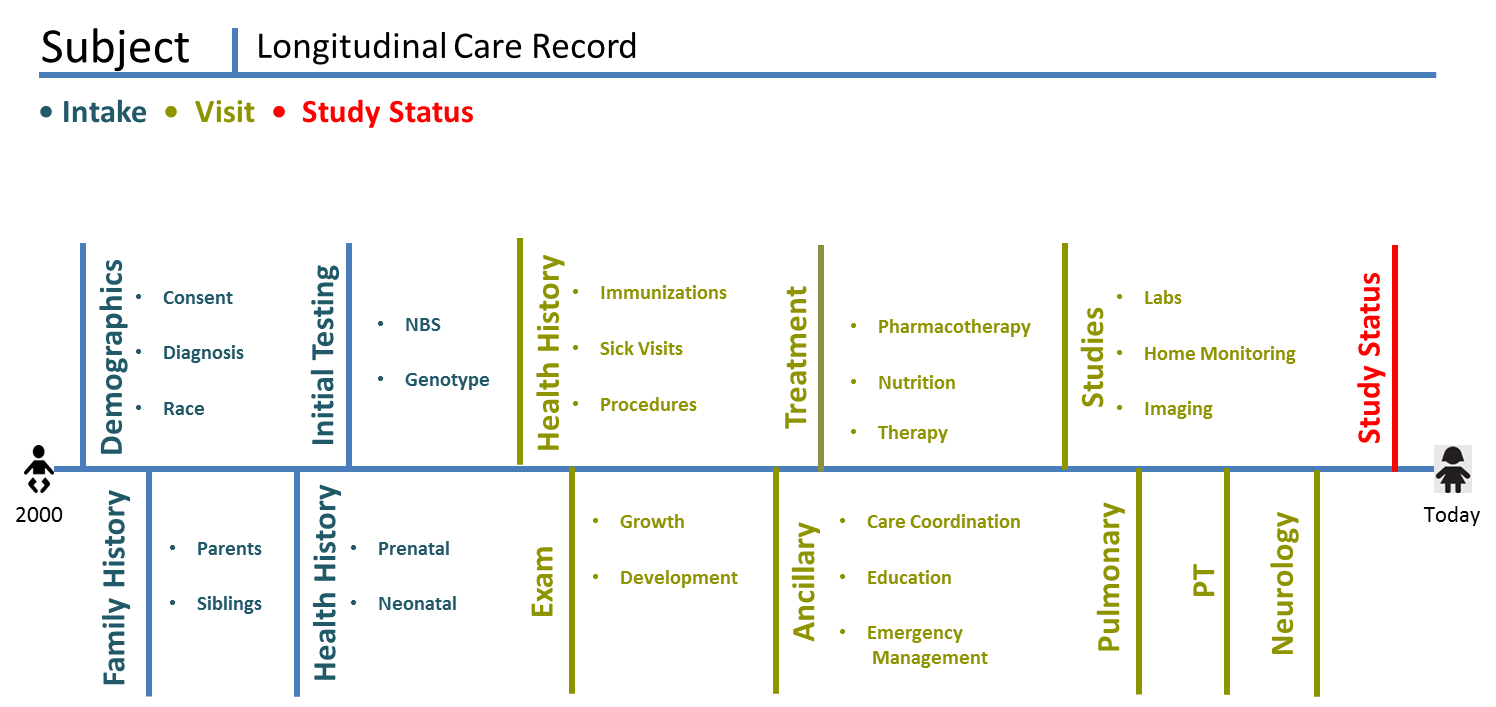 Subject
Longitudinal Care Record
• Intake • Visit • Study Status
Demographics
• Consent
• Diagnosis
• Race
Initial Testing
• NBS
• Genotype
Health History
• Immunizations
• Sick Visits
• Procedures
Treatment
• Pharmacotherapy
• Nutrition
• Therapy
Studies
• Labs
• Home Monitoring
• Imaging
Study Status
2000
Today
Family History
• Parents
• Siblings
Health History
• Prenatal
• Neonatal
Exam
• Growth
• Development
Ancillary
• Care Coordination
• Education
• Emergency
Management
Pulmonary
PT
Neurology